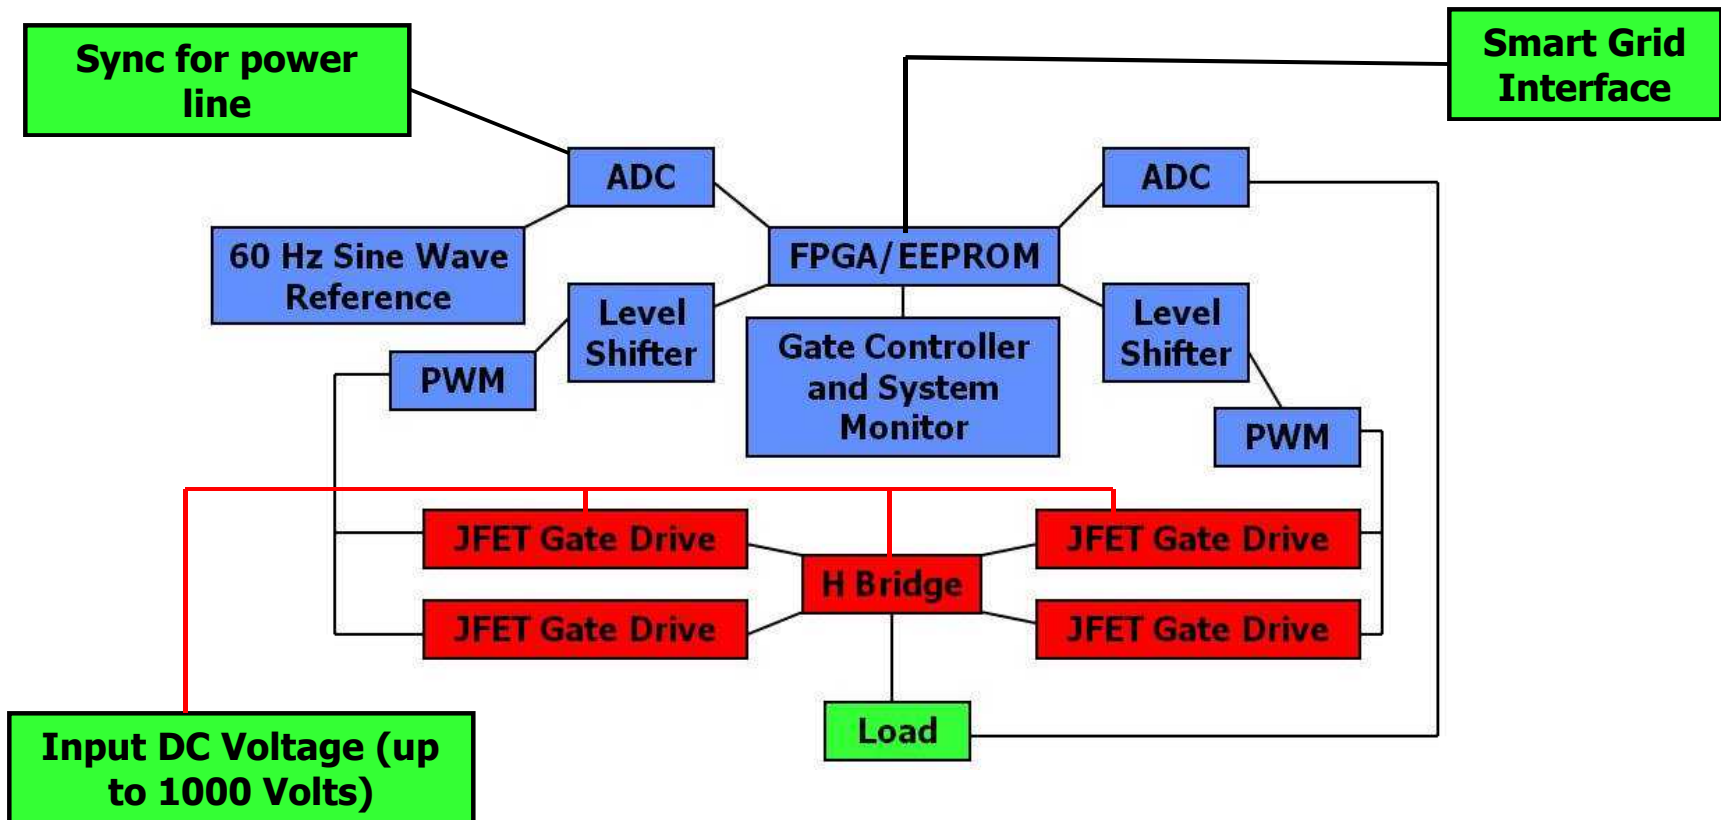 Sync for power
line
Smart Grid
Interface
ADC
ADC
60 Hz Sine Wave
Reference
FPGA/EEPROM
Level
Shifter
Level
Shifter
Gate Controller
and System
Monitor
PWM
PWM
JFET Gate Drive
JFET Gate Drive
H Bridge
JFET Gate Drive
JFET Gate Drive
Load
Input DC Voltage (up
to 1000 Volts)